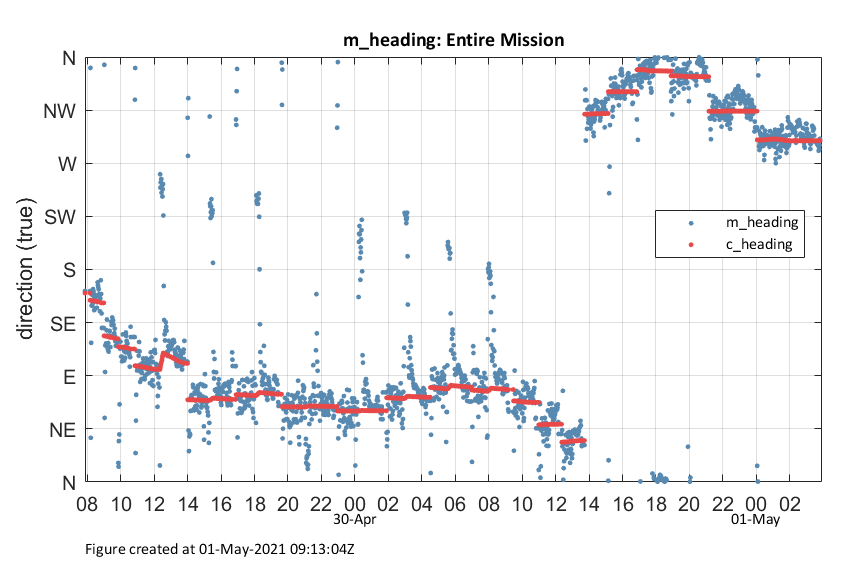 m_heading: Entire Mission
direction (true)
N
NW
W
SW
S
SE
E
NE
N
m_heading
c_heading
08 10 12 14 16 18 20 22 00 02 04 06 08 10 12 14 16 18 20 22 00 02
30-Apr 01-May
Figure created at 01-May-2021 09:13:04Z